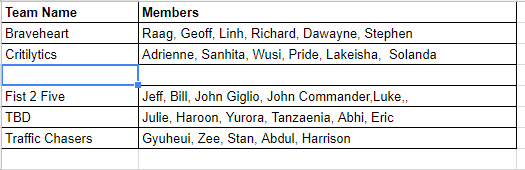 Team Name Members
Braveheart Raag, Geoff, Linh, Richard, Dawayne, Stephen
Critilytics Adrienne, Sanhita, Wusi, Pride, Lakeisha,  Solanda
Fist 2 Five Jeff, Bill, John Giglio, John Commander,Luke,,
TBD Julie, Haroon, Yurora, Tanzaenia, Abhi, Eric
Traffic Chasers Gyuheui, Zee, Stan, Abdul, Harrison